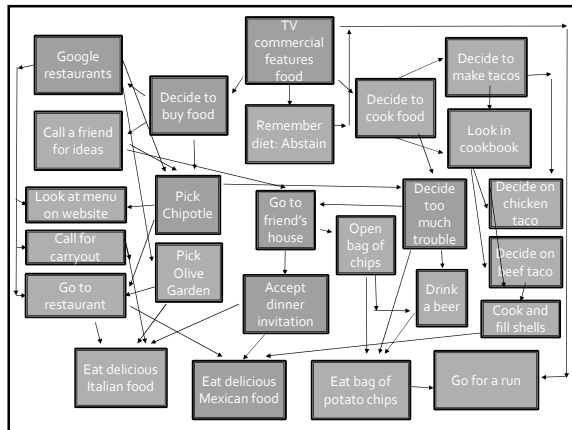 TV
commercial
features
food
Google
restaurants
Decide to
make tacos
Decide to
buy food
Decide to
cook food
Remember
diet: Abstain
Call a friend
for ideas
Look in
cookbook
Look at menu
on website
Pick
Chipotle
Go to
friend's
house
Decide
too
much
trouble
Decide on
chicken
taco
Call for
carryout
Open
bag of
chips
Pick
Olive
Garden
Decide on
beef taco
Go to
restaurant
Accept
dinner
invitation
Drink
a beer
Cook and
fill shells
Eat delicious
Italian food
Eat delicious
Mexican food
Eat bag of
potato chips
Go for a run